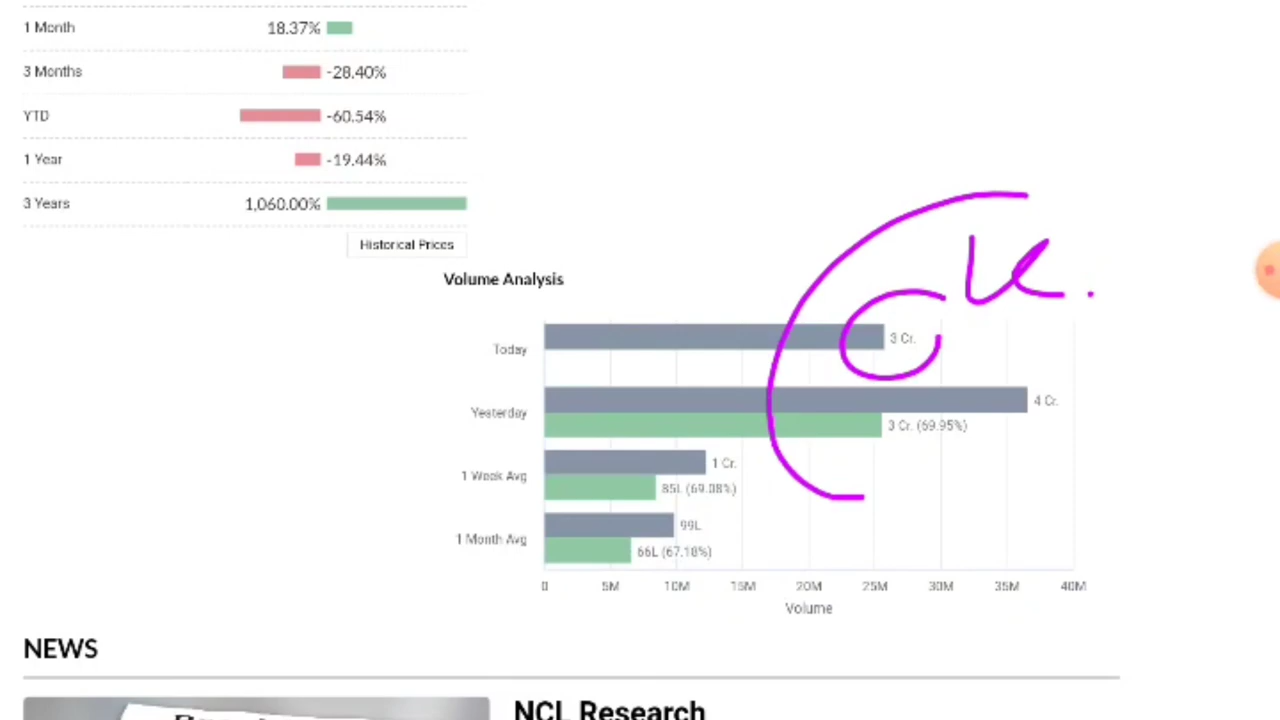 1 Month 18.37%
3 Months -28.40%
YTD -60.54%
1 Year -19.44%
3 Years 1,060.00%
Historical Prices
Volume Analysis
Today 3 Cr.
Yesterday 4 Cr.
3 Cr. (69.95%)
1 Week Avg 1 Cr.
85L (69.08%)
1 Month Avg 99L
66L (67.18%)
0 5M 10M 15M 20M 25M 30M 35M 40M
Volume
NEWS
NCL Research